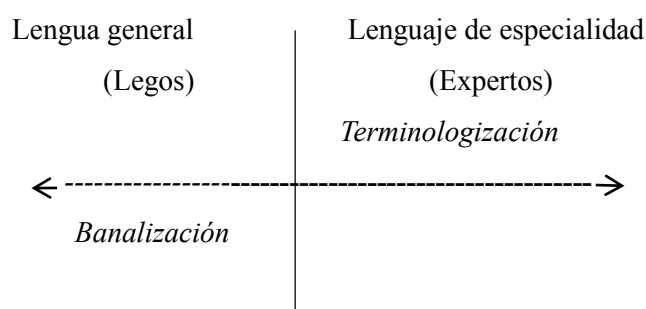 Lengua general
(Legos)
Lenguaje de especialidad
(Expertos)
Terminologización
Banalización